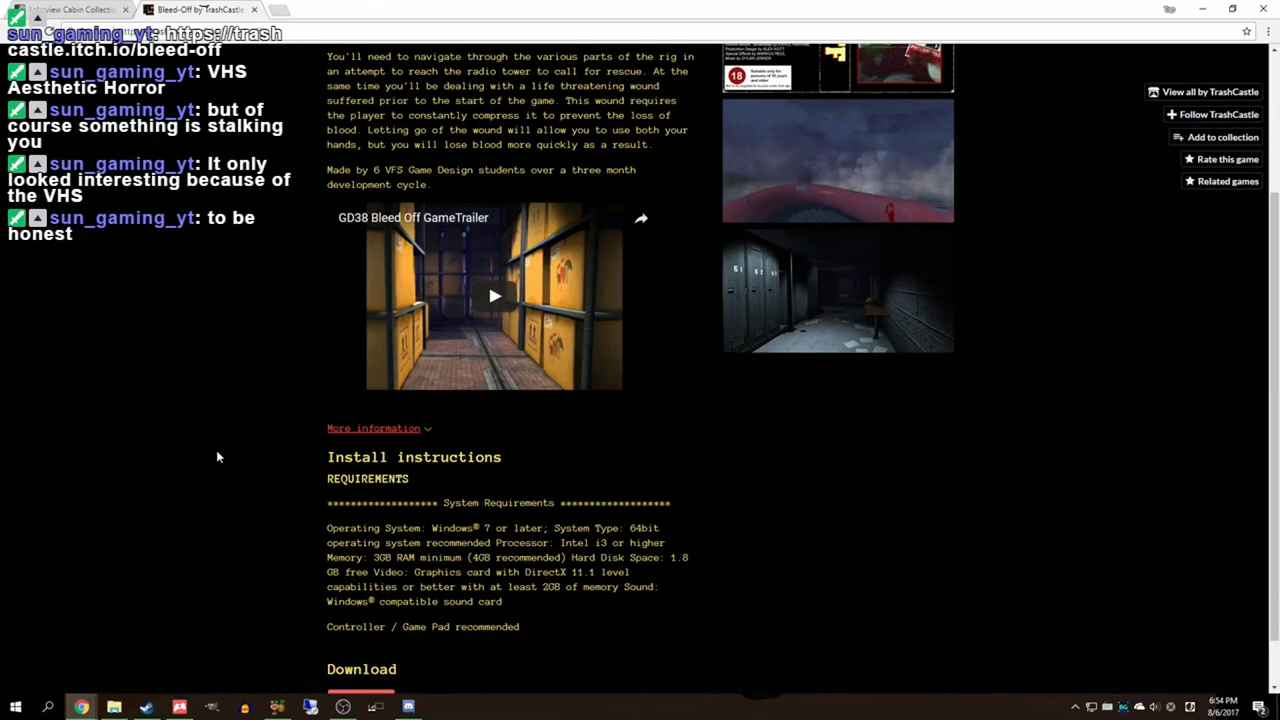 Bleed-Off by TrashCastle
sun_gaming_yt: https://trash
castle.itch.io/bleed-off
sun_gaming_yt: VHS
Aesthetic Horror
sun_gaming_yt: but of
course something is stalking
you
sun_gaming_yt: It only
looked interesting because of
the VHS
sun_gaming_yt: to be
honest
You'll need to navigate through the various parts of the rig
in an attempt to reach the radio tower to call for rescue. At the
same time you'll be dealing with a life threatening wound
suffered prior to the start of the game. This wound requires
the player to constantly compress it to prevent the loss of
blood. Letting go of the wound will allow you to use both your
hands, but you will lose blood more quickly as a result.
Made by 6 VFS Game Design students over a three month
development cycle.
GD38 Bleed Off GameTrailer
More information
Install instructions
REQUIREMENTS
******************* System Requirements *******************
Operating System: Windows® 7 or later; System Type: 64bit
operating system recommended Processor: Intel i3 or higher
Memory: 3GB RAM minimum (4GB recommended) Hard Disk Space: 1.8
GB free Video: Graphics card with DirectX 11.1 level
capabilities or better with at least 2GB of memory Sound:
Windows® compatible sound card
Controller / Game Pad recommended
Download
18
61
62
63
View all by TrashCastle
Follow TrashCastle
Add to collection
Rate this game
Related games
6:54 PM
8/6/2017